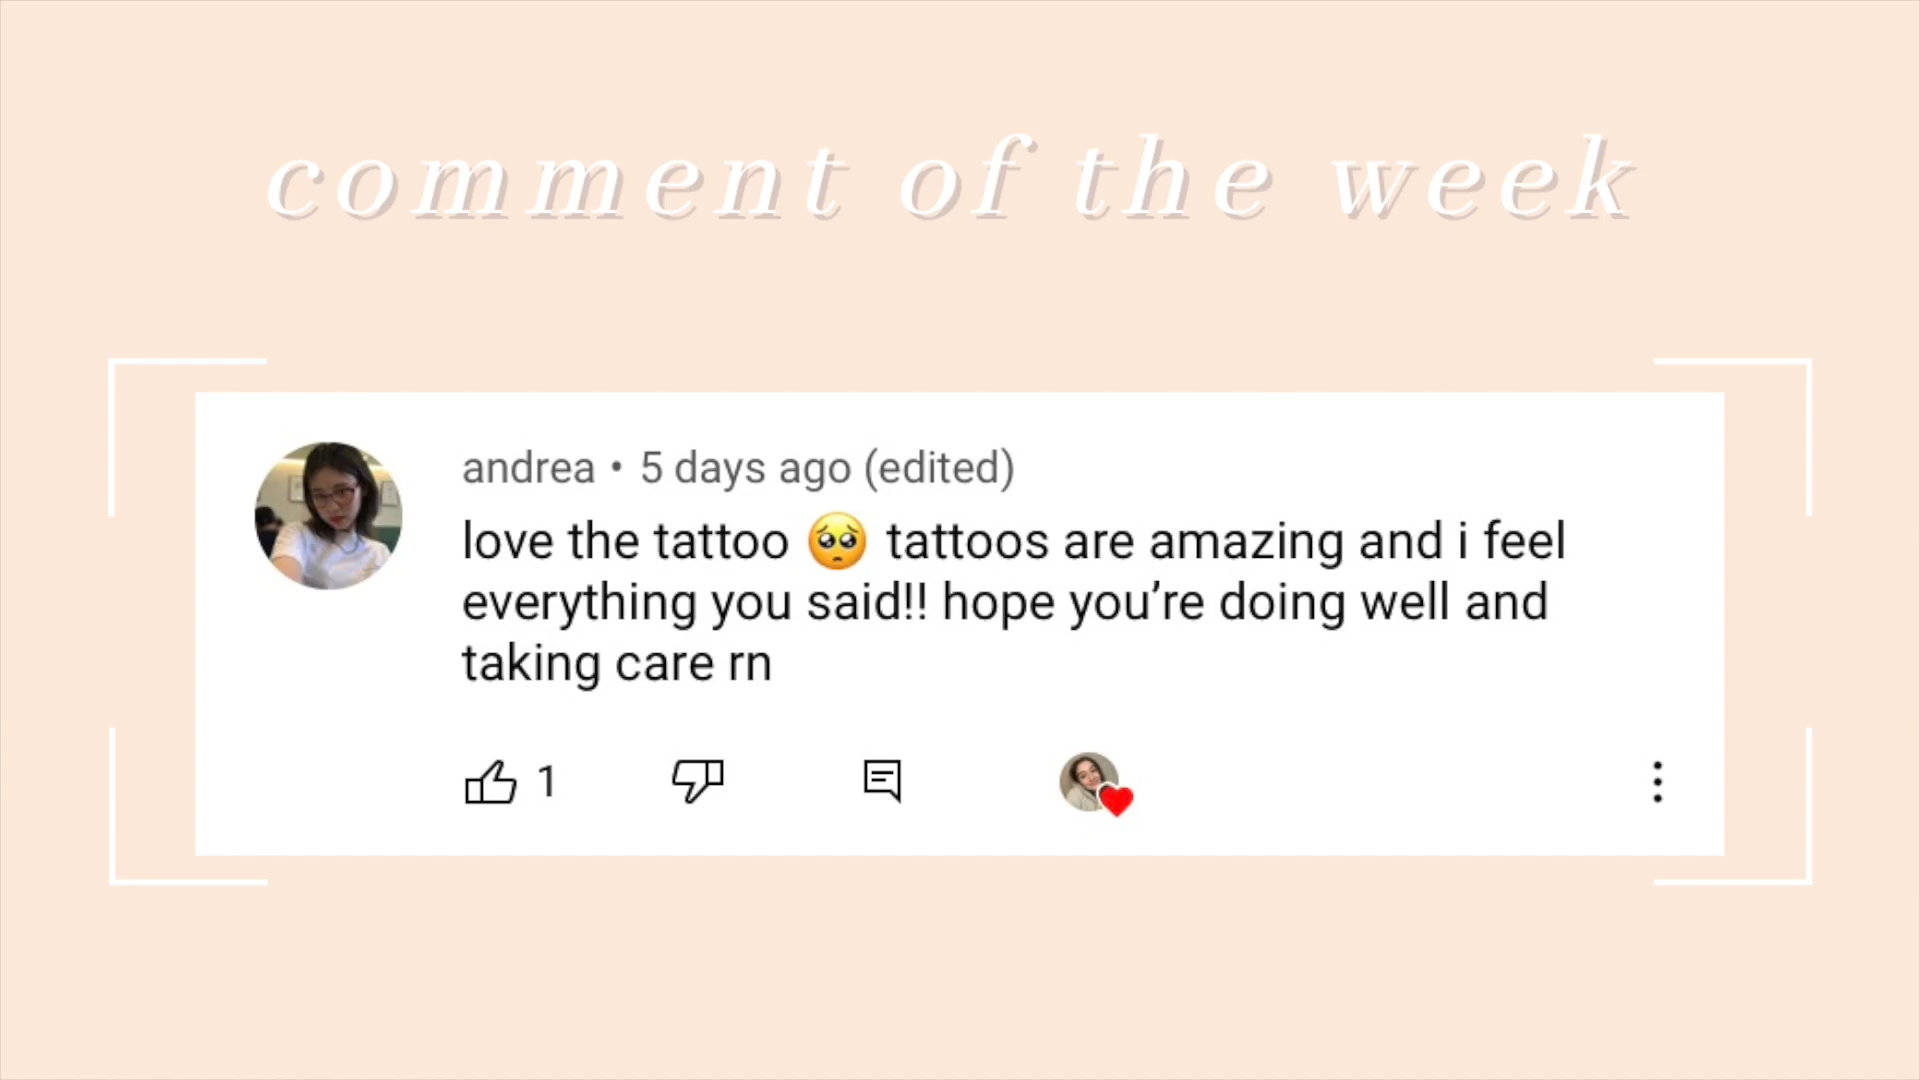 comment of the week
andrea • 5 days ago (edited)
love the tattoo 🥺 tattoos are amazing and i feel
everything you said!! hope you’re doing well and
taking care rn
1